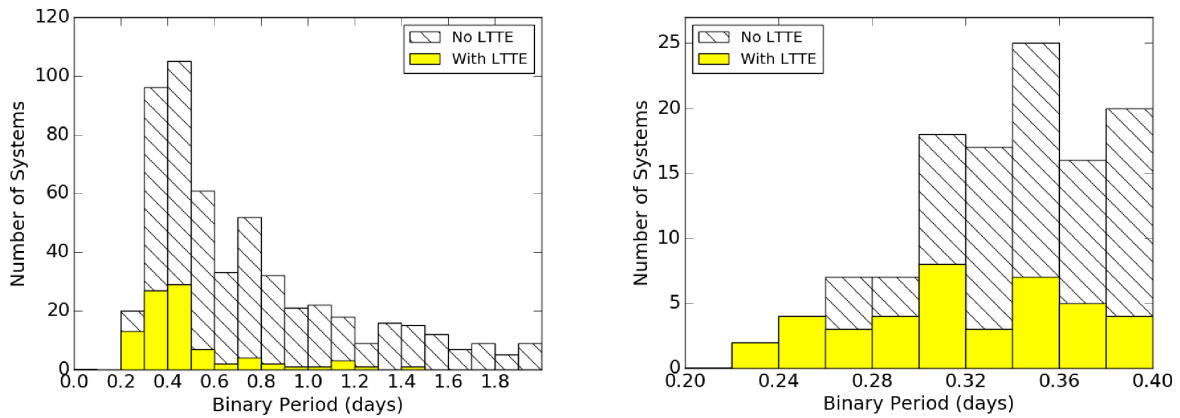 120
100
80
60
40
20
0
Number of Systems
No LTTE
With LTTE
0.0 0.2 0.4 0.6 0.8 1.0 1.2 1.4 1.6 1.8
Binary Period (days)
25
20
15
10
5
0
Number of Systems
No LTTE
With LTTE
0.20 0.24 0.28 0.32 0.36 0.40
Binary Period (days)